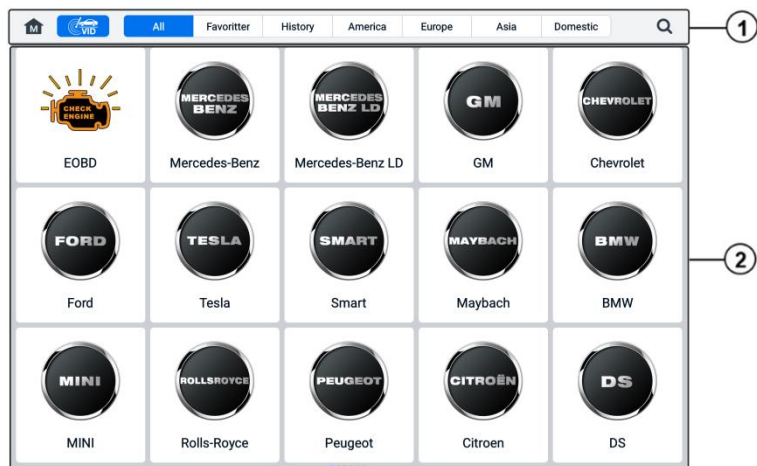 M VID All Favoritter History America Europe Asia Domestic
1
CHECK
ENGINE
MERCEDES
BENZ
MERCEDES
BENZ LD
GM
CHEVROLET
EOBD Mercedes-Benz Mercedes-Benz LD GM Chevrolet
FORD TESLA SMART MAYBACH BMW
2
Ford Tesla Smart Maybach BMW
MINI ROLLSROYCE PEUGEOT CITROËN DS
MINI Rolls-Royce Peugeot Citroen DS